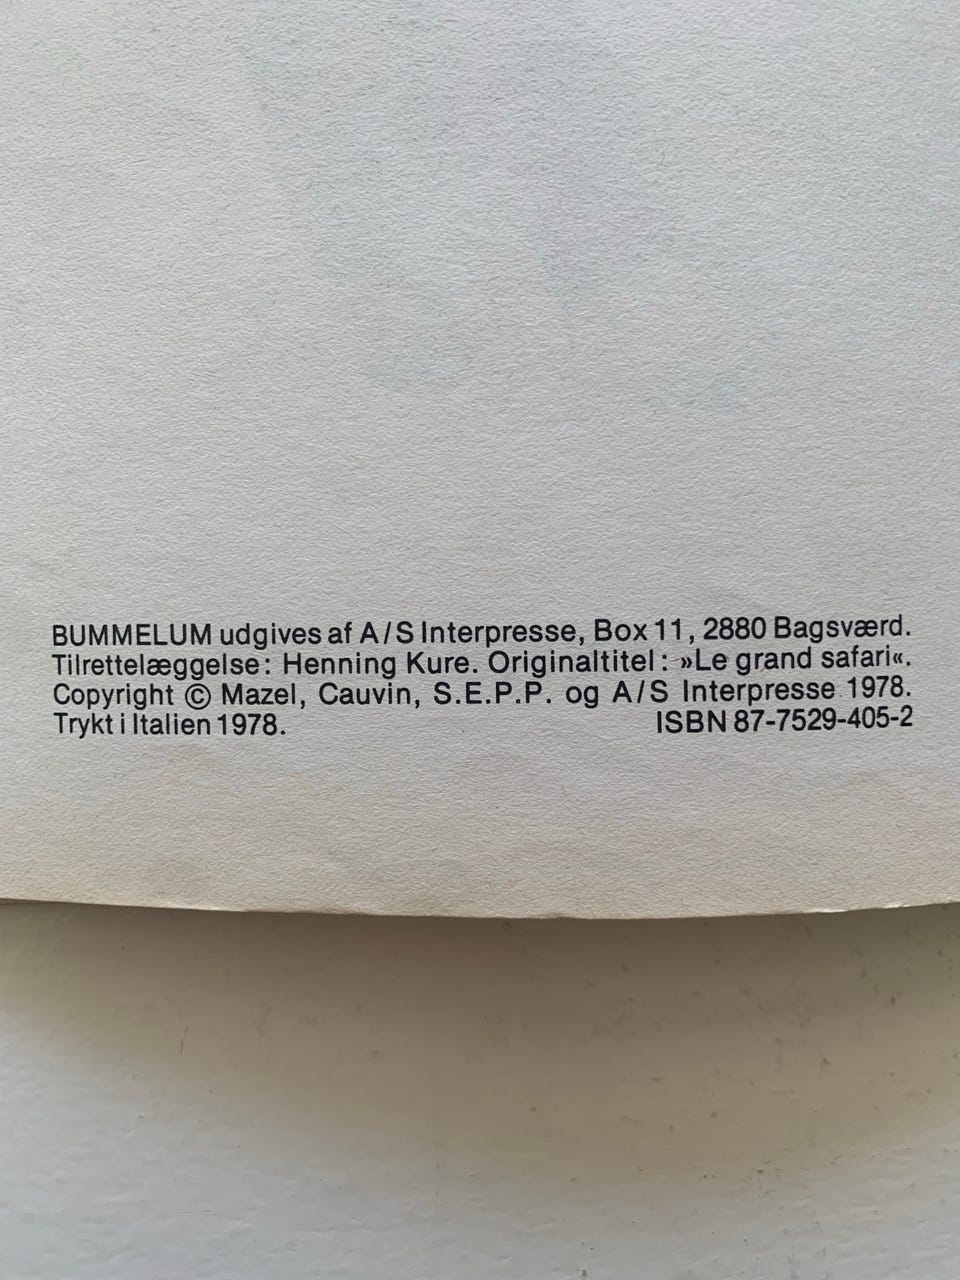 BUMMELUM udgives af A/S Interpresse, Box 11, 2880 Bagsværd.
Tilrettelæggelse: Henning Kure. Originaltitel: »Le grand safari«.
Copyright © Mazel, Cauvin, S.E.P.P. og A/S Interpresse 1978.
Trykt i Italien 1978. ISBN 87-7529-405-2